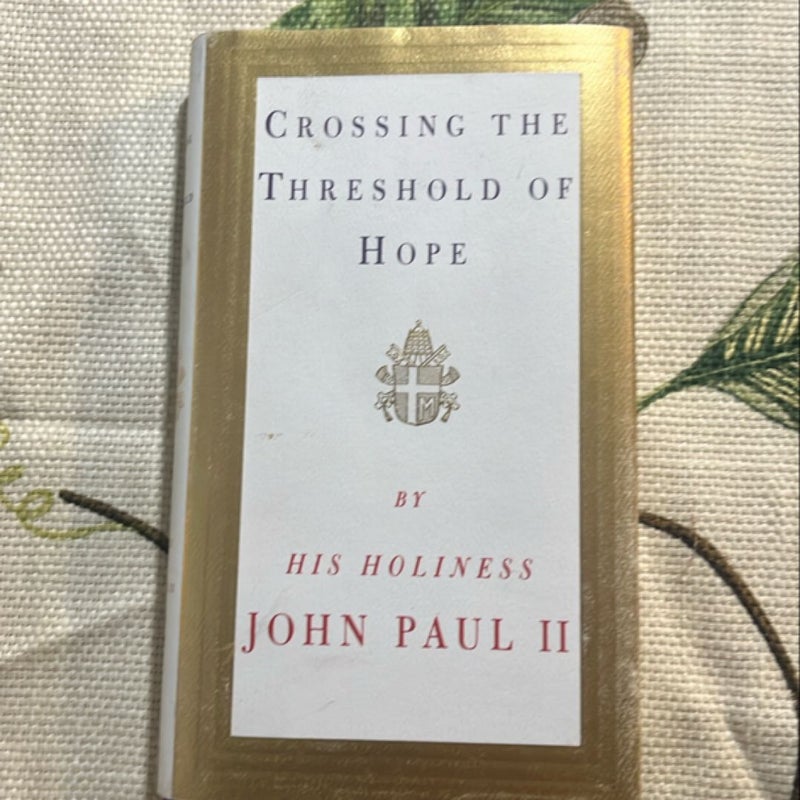 CROSSING THE
THRESHOLD OF
HOPE
M
BY
HIS HOLINESS
JOHN PAUL II